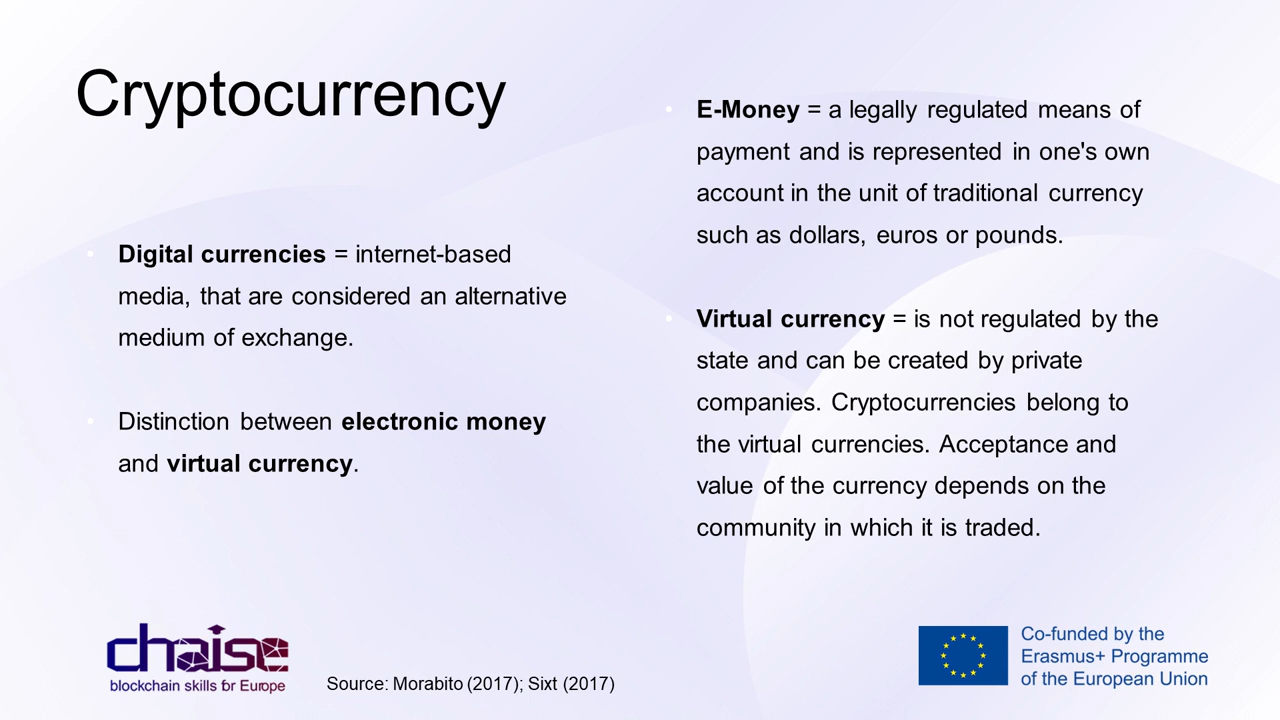 Cryptocurrency
• Digital currencies = internet-based
media, that are considered an alternative
medium of exchange.
• Distinction between electronic money
and virtual currency.
• E-Money = a legally regulated means of
payment and is represented in one's own
account in the unit of traditional currency
such as dollars, euros or pounds.
• Virtual currency = is not regulated by the
state and can be created by private
companies. Cryptocurrencies belong to
the virtual currencies. Acceptance and
value of the currency depends on the
community in which it is traded.
chaise
blockchain skills for Europe
Source: Morabito (2017); Sixt (2017)
Co-funded by the
Erasmus+ Programme
of the European Union